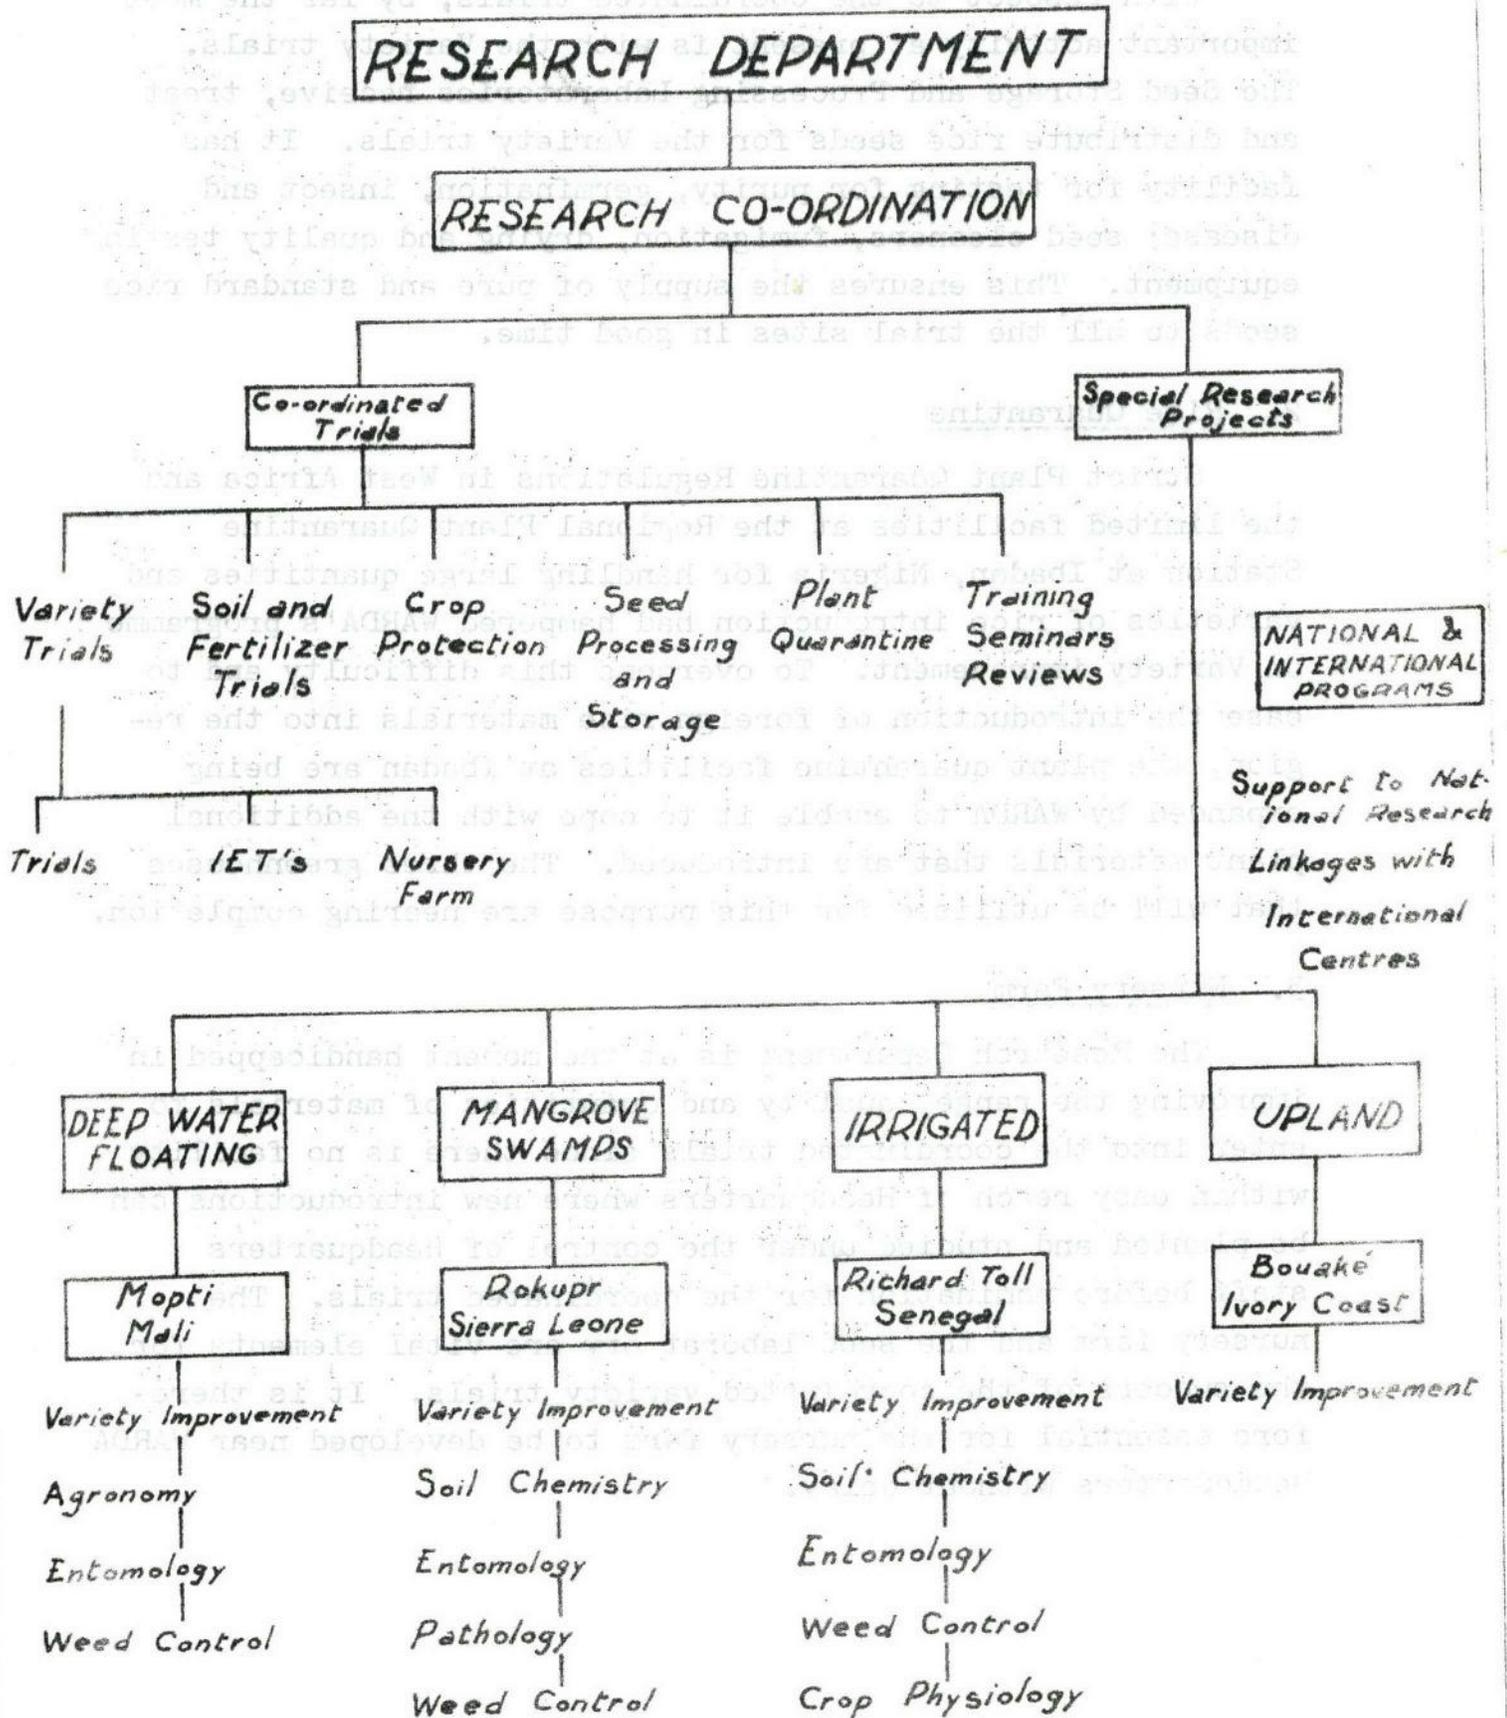 RESEARCH DEPARTMENT
RESEARCH CO-ORDINATION
Co-ordinated
Trials
Special Research
Projects
Variety
Trials
Soil and
Fertilizer
Trials
Crop
Protection
Seed
Processing
and
Storage
Plant
Quarantine
Training
Seminars
Reviews
NATIONAL &
INTERNATIONAL
PROGRAMS
Support to Nat-
ional Research
Linkages with
International
Centres
Trials
IET's
Nursery
Farm
DEEP WATER
FLOATING
MANGROVE
SWAMPS
IRRIGATED
UPLAND
Mopti
Mali
Rokupr
Sierra Leone
Richard Toll
Senegal
Bouaké
Ivory Coast
Variety Improvement
Agronomy
Entomology
Weed Control
Variety Improvement
Soil Chemistry
Entomology
Pathology
Weed Control
Variety Improvement
Soil Chemistry
Entomology
Weed Control
Crop Physiology
Variety Improvement